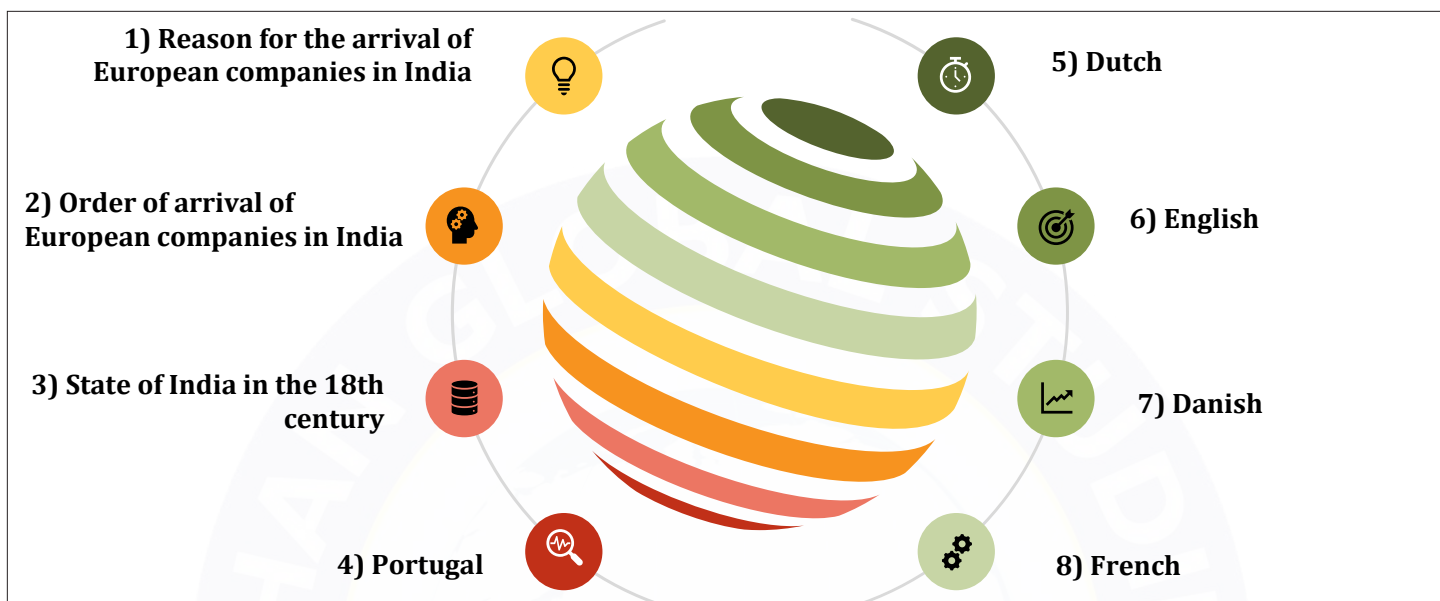 1) Reason for the arrival of
European companies in India
2) Order of arrival of
European companies in India
3) State of India in the 18th
century
4) Portugal
5) Dutch
6) English
7) Danish
8) French